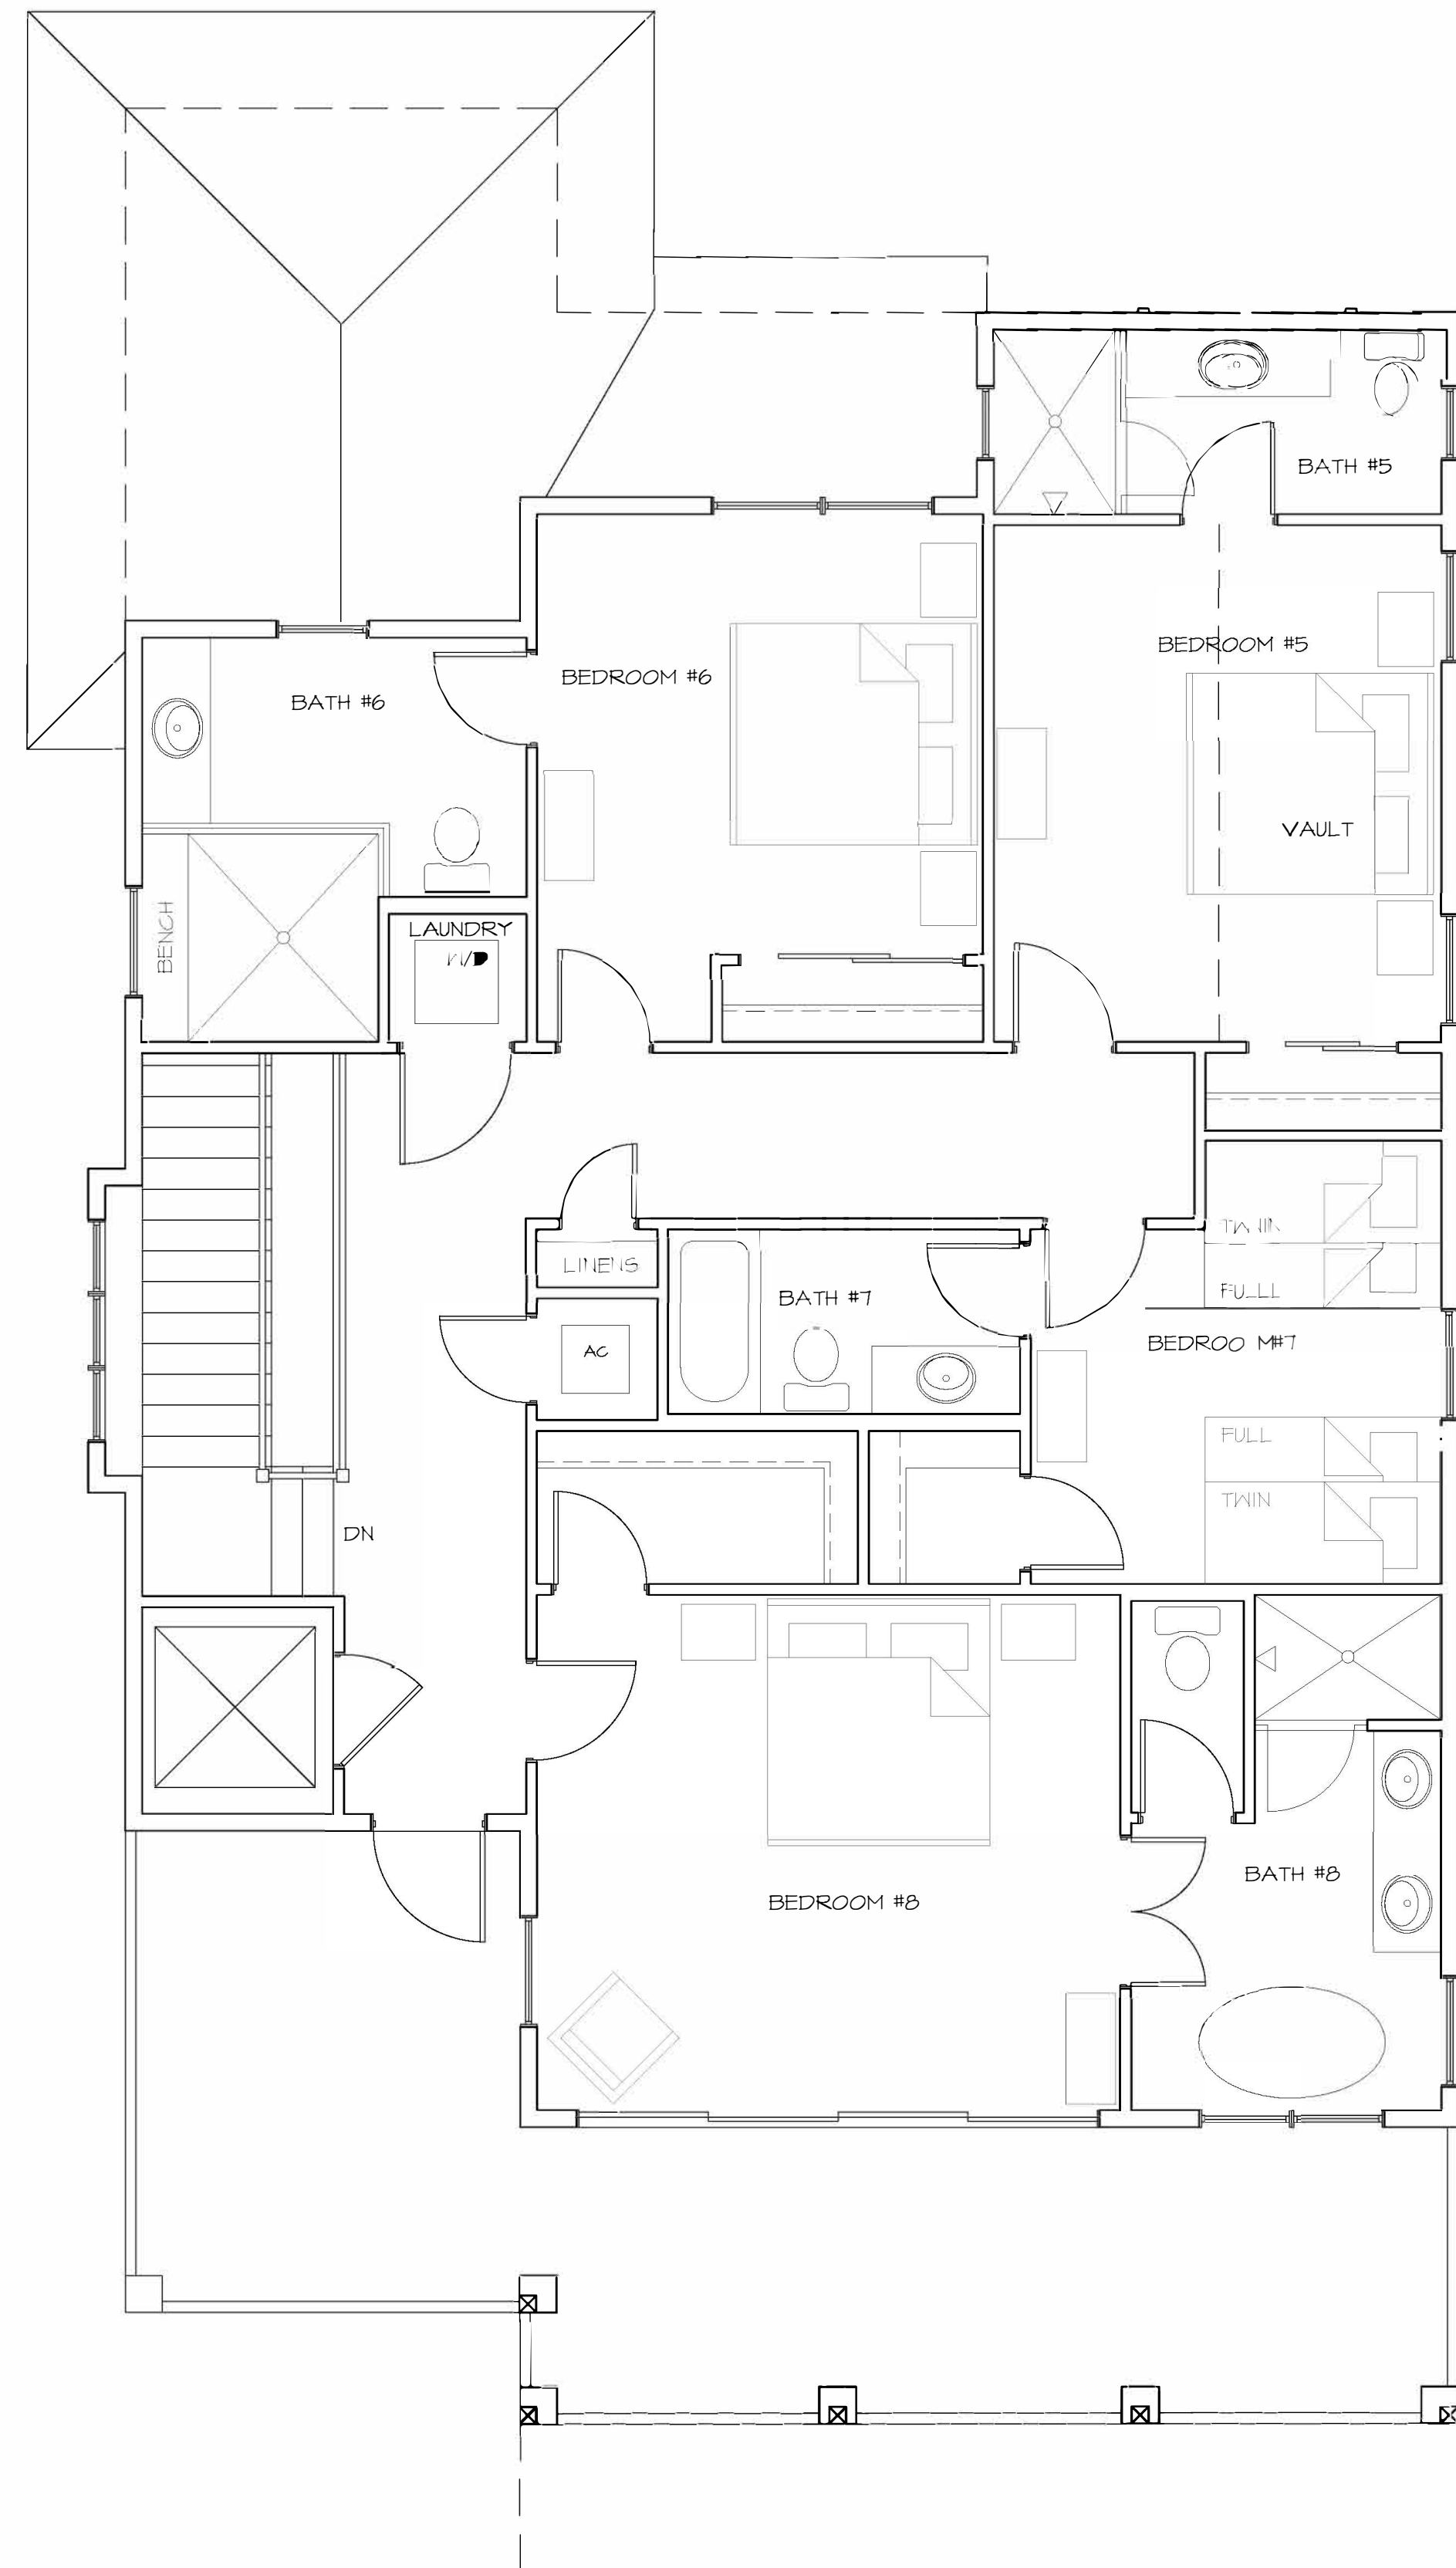 BATH #5
BEDROOM #5
BEDROOM #6
BATH #6
VAULT
LAUNDRY
W/D
BENCH
TWIN
LINENS
FULL
BATH #7
BEDROO M#7
AC
FULL
TWIN
DN
BATH #8
BEDROOM #8